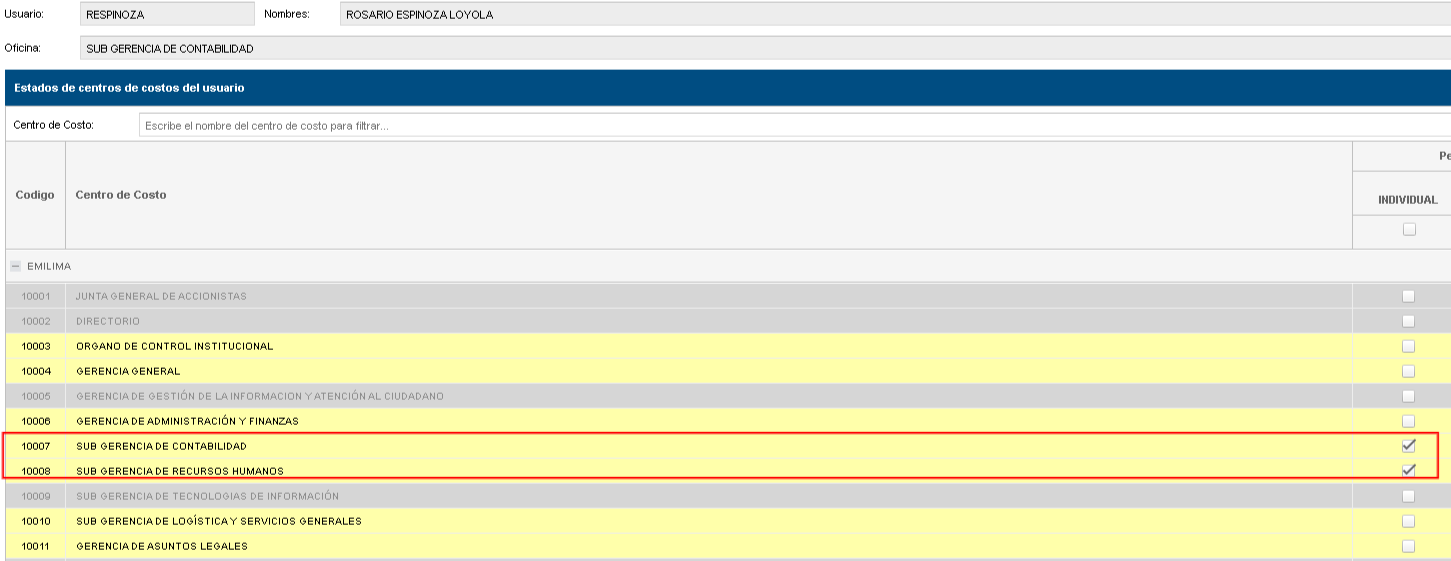 Usuario: RESPINOZA Nombres: ROSARIO ESPINOZA LOYOLA
Oficina: SUB GERENCIA DE CONTABILIDAD
Estados de centros de costos del usuario
Centro de Costo: Escribe el nombre del centro de costo para filtrar...
Pe
Codigo Centro de Costo INDIVIDUAL
EMILIMA
10001 JUNTA GENERAL DE ACCIONISTAS
10002 DIRECTORIO
10003 ORGANO DE CONTROL INSTITUCIONAL
10004 GERENCIA GENERAL
10005 GERENCIA DE GESTIÓN DE LA INFORMACION Y ATENCIÓN AL CIUDADANO
10006 GERENCIA DE ADMINISTRACIÓN Y FINANZAS
10007 SUB GERENCIA DE CONTABILIDAD
10008 SUB GERENCIA DE RECURSOS HUMANOS
10009 SUB GERENCIA DE TECNOLOGIAS DE INFORMACIÓN
10010 SUB GERENCIA DE LOGÍSTICA Y SERVICIOS GENERALES
10011 GERENCIA DE ASUNTOS LEGALES